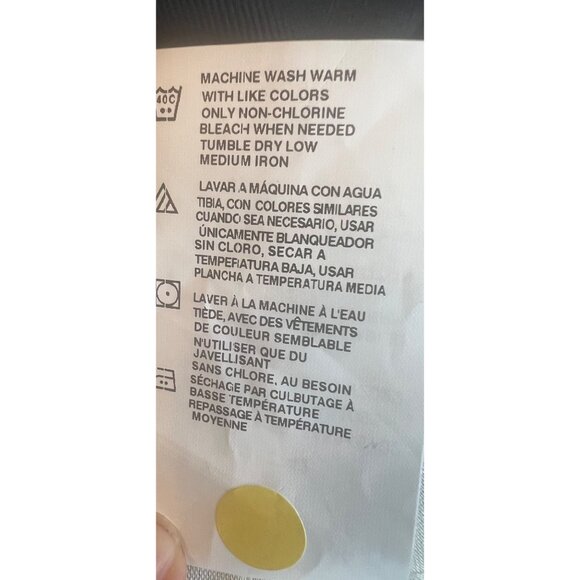 40C
MACHINE WASH WARM
WITH LIKE COLORS
ONLY NON-CHLORINE
BLEACH WHEN NEEDED
TUMBLE DRY LOW
MEDIUM IRON
LAVAR A MÁQUINA CON AGUA
TIBIA, CON COLORES SIMILARES
CUANDO SEA NECESARIO, USAR
ÚNICAMENTE BLANQUEADOR
SIN CLORO, SECAR A
TEMPERATURA BAJA, USAR
PLANCHA A TEMPERATURA MEDIA
LAVER À LA MACHINE À L'EAU
TIÈDE, AVEC DES VÊTEMENTS
DE COULEUR SEMBLABLE
N'UTILISER QUE DU
JAVELLISANT
SANS CHLORE, AU BESOIN
SÉCHAGE PAR CULBUTAGE À
BASSE TEMPÉRATURE
REPASSAGE À TEMPÉRATURE
MOYENNE